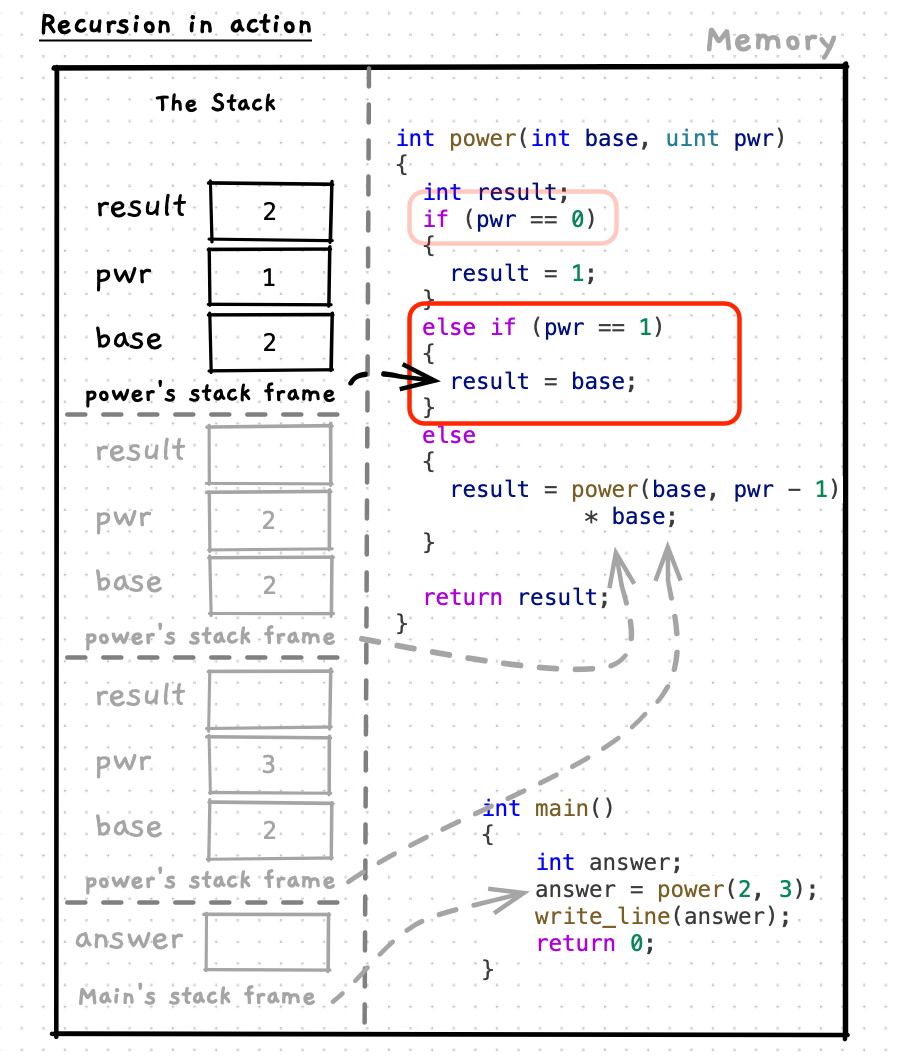 Recursion in action
Memory
The Stack
result 2
pwr 1
base 2
power's stack frame
result
pwr 2
base 2
power's stack frame
result
pwr 3
base 2
power's stack frame
answer
Main's stack frame
int power(int base, uint pwr)
{
int result;
if (pwr == 0)
{
result = 1;
}
else if (pwr == 1)
{
result = base;
}
else
{
result = power(base, pwr - 1)
* base;
}
return result;
}
int main()
{
int answer;
answer = power(2, 3);
write_line(answer);
return 0;
}